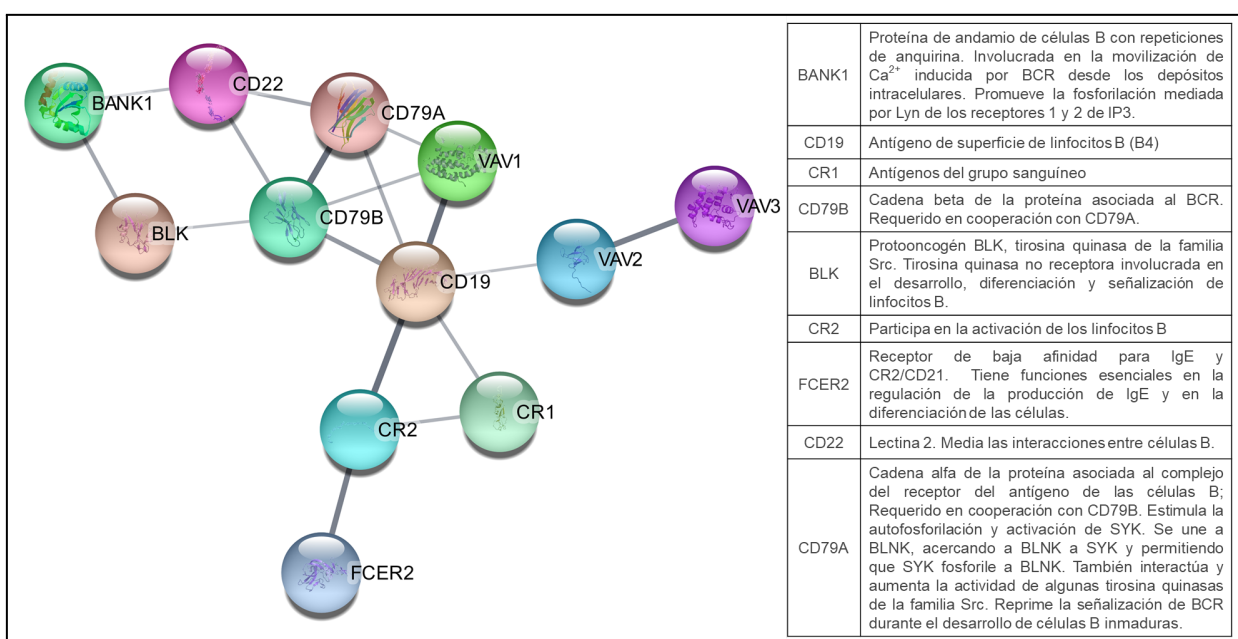 BANK1
CD22
CD79A
VAV1
CD79B
BLK
VAV3
VAV2
CD19
CR2
CR1
FCER2
BANK1
Proteína de andamio de células B con repeticiones
de anquirina. Involucrada en la movilización de
Ca2+ inducida por BCR desde los depósitos
intracelulares. Promueve la fosforilación mediada
por Lyn de los receptores 1 y 2 de IP3.
CD19
Antígeno de superficie de linfocitos B (B4)
CR1
Antígenos del grupo sanguíneo
CD79B
Cadena beta de la proteína asociada al BCR.
Requerido en cooperación con CD79A.
BLK
Protooncogén BLK, tirosina quinasa de la familia
Src. Tirosina quinasa no receptora involucrada en
el desarrollo, diferenciación y señalización de
linfocitos B.
CR2
Participa en la activación de los linfocitos B
FCER2
Receptor de baja afinidad para IgE y
CR2/CD21. Tiene funciones esenciales en la
regulación de la producción de IgE y en la
diferenciación de las células.
CD22
Lectina 2. Media las interacciones entre células B.
CD79A
Cadena alfa de la proteína asociada al complejo
del receptor del antígeno de las células B;
Requerido en cooperación con CD79B. Estimula la
autofosforilación y activación de SYK. Se une a
BLNK, acercando a BLNK a SYK y permitiendo
que SYK fosforile a BLNK. También interactúa y
aumenta la actividad de algunas tirosina quinasas
de la familia Src. Reprime la señalización de BCR
durante el desarrollo de células B inmaduras.